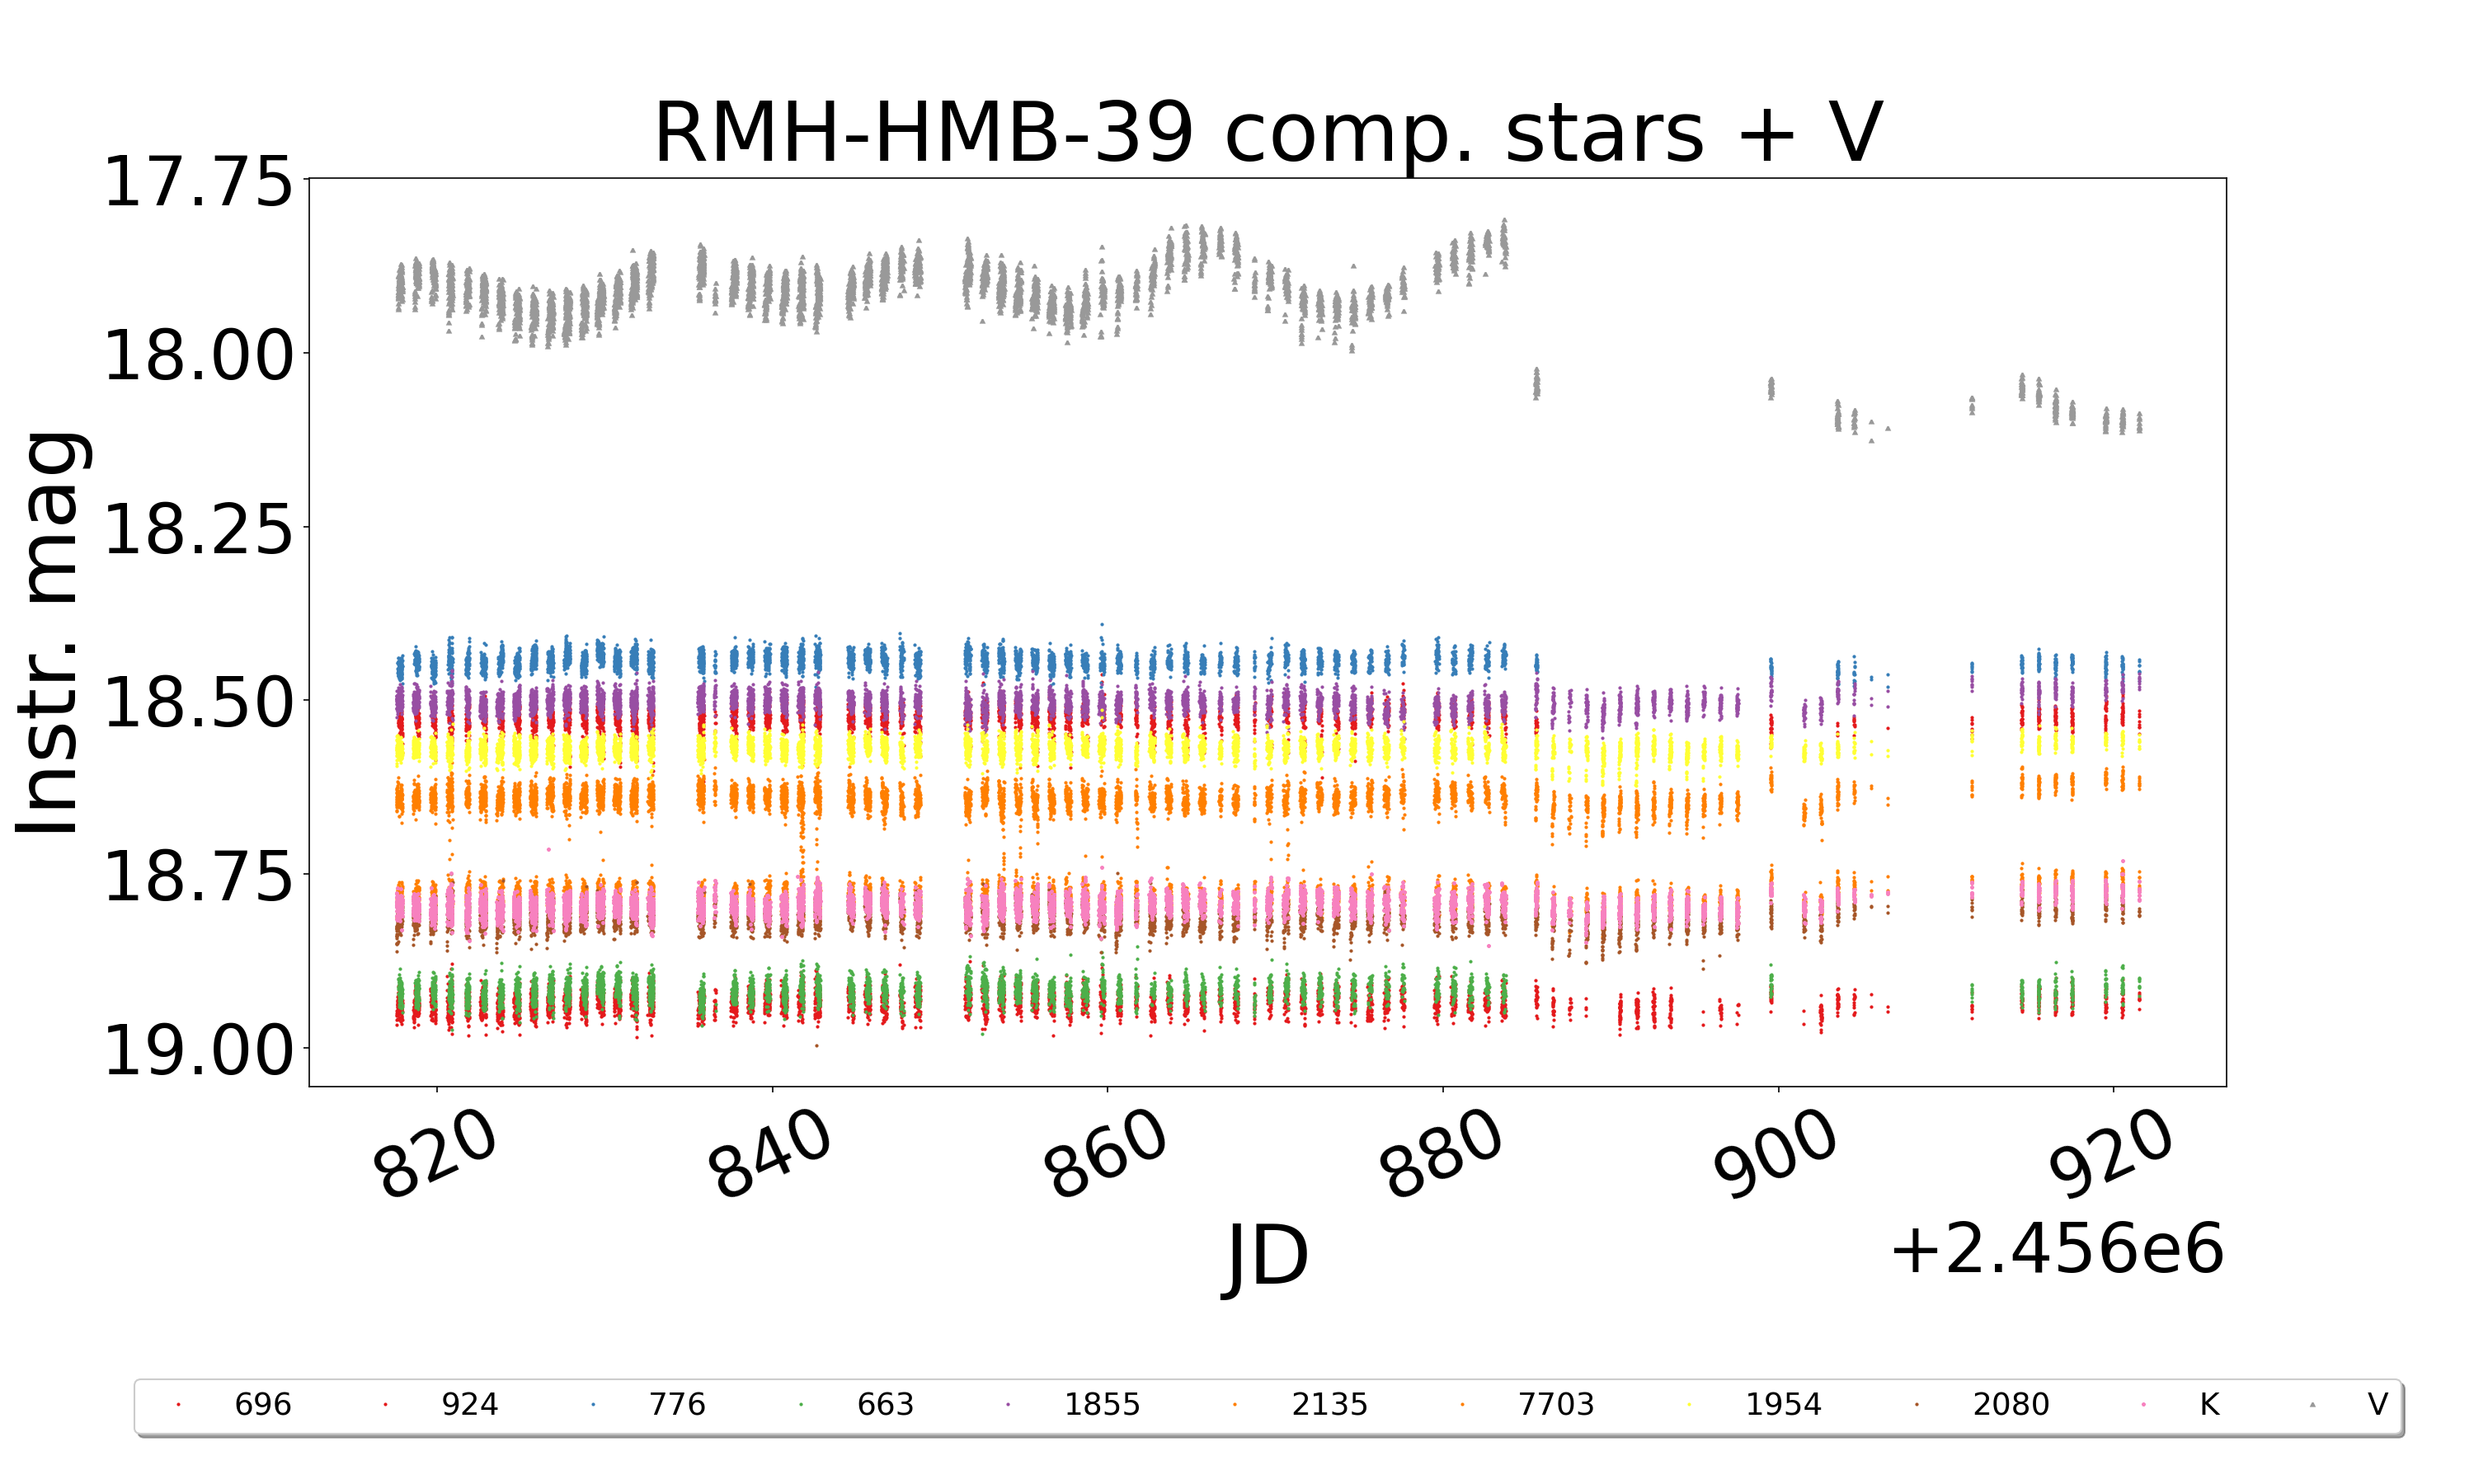 RMH-HMB-39 comp. stars + V
17.75
18.00
18.25
18.50
18.75
19.00
Instr. mag
820 840 860 880 900 920
JD
+2.456e6
696 924 776 663 1855 2135 7703 1954 2080 K V